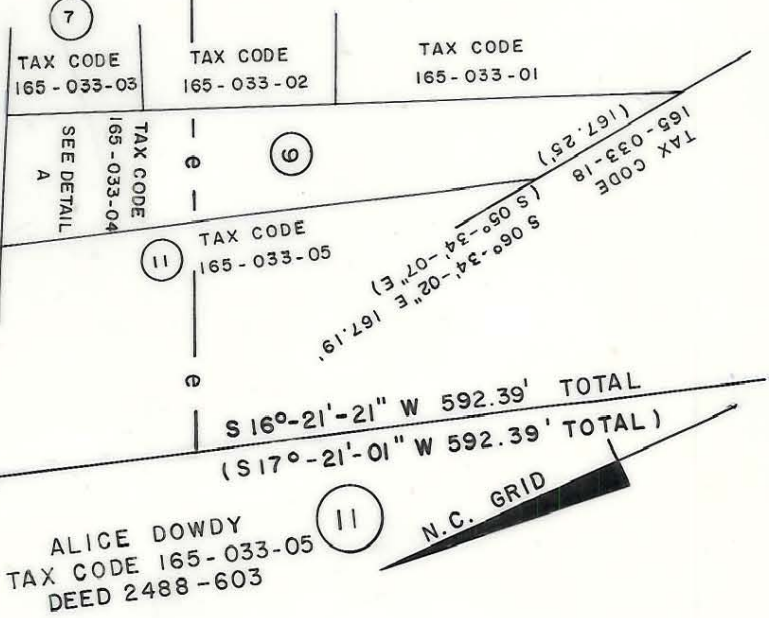 7
TAX CODE
165-033-03
TAX CODE
165-033-02
TAX CODE
165-033-01
TAX CODE
165-033-04
SEE DETAIL
A
e
9
TAX CODE
165-033-18
(167.25')
(S 05°-34'-07" E)
S 06°-34'-02" E 167.19'
11
TAX CODE
165-033-05
e
S 16°-21'-21" W 592.39' TOTAL
(S 17°-21'-01" W 592.39' TOTAL)
11
N.C. GRID
ALICE DOWDY
TAX CODE 165-033-05
DEED 2488-603